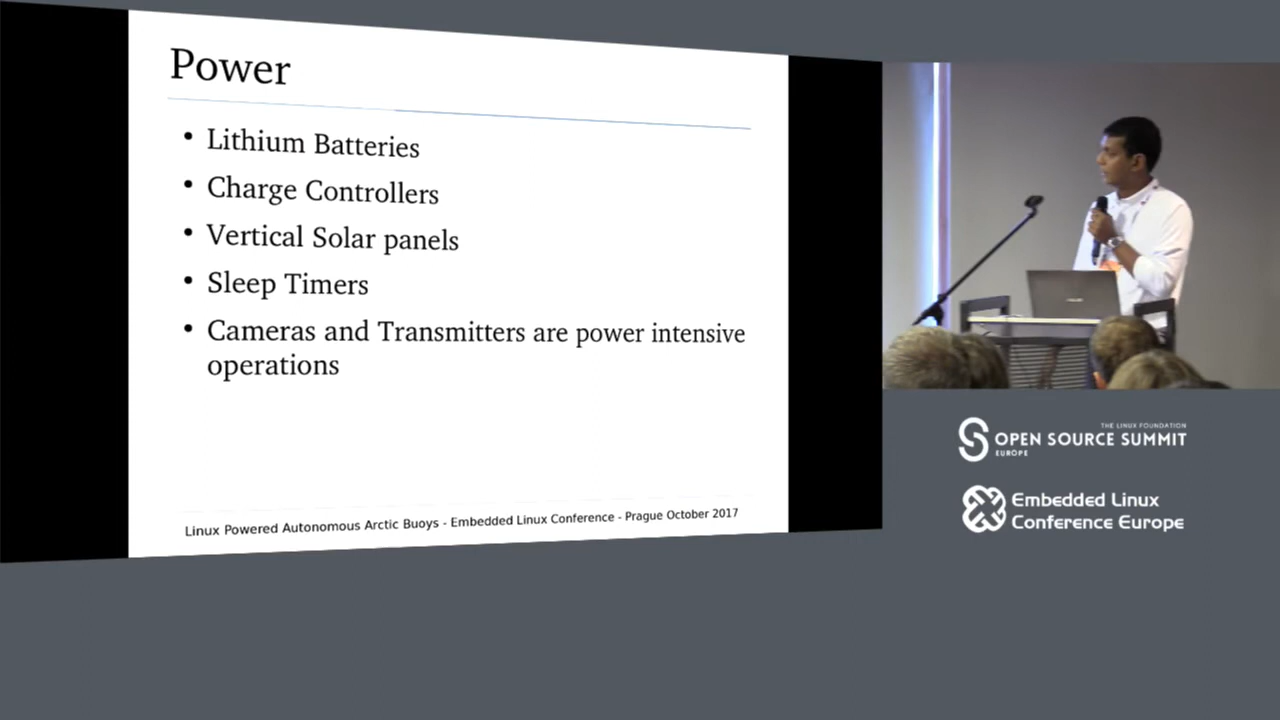 Power
• Lithium Batteries
• Charge Controllers
• Vertical Solar panels
• Sleep Timers
• Cameras and Transmitters are power intensive
operations
Linux Powered Autonomous Arctic Buoys - Embedded Linux Conference - Prague October 2017
THE LINUX FOUNDATION
OPEN SOURCE SUMMIT
EUROPE
Embedded Linux
Conference Europe